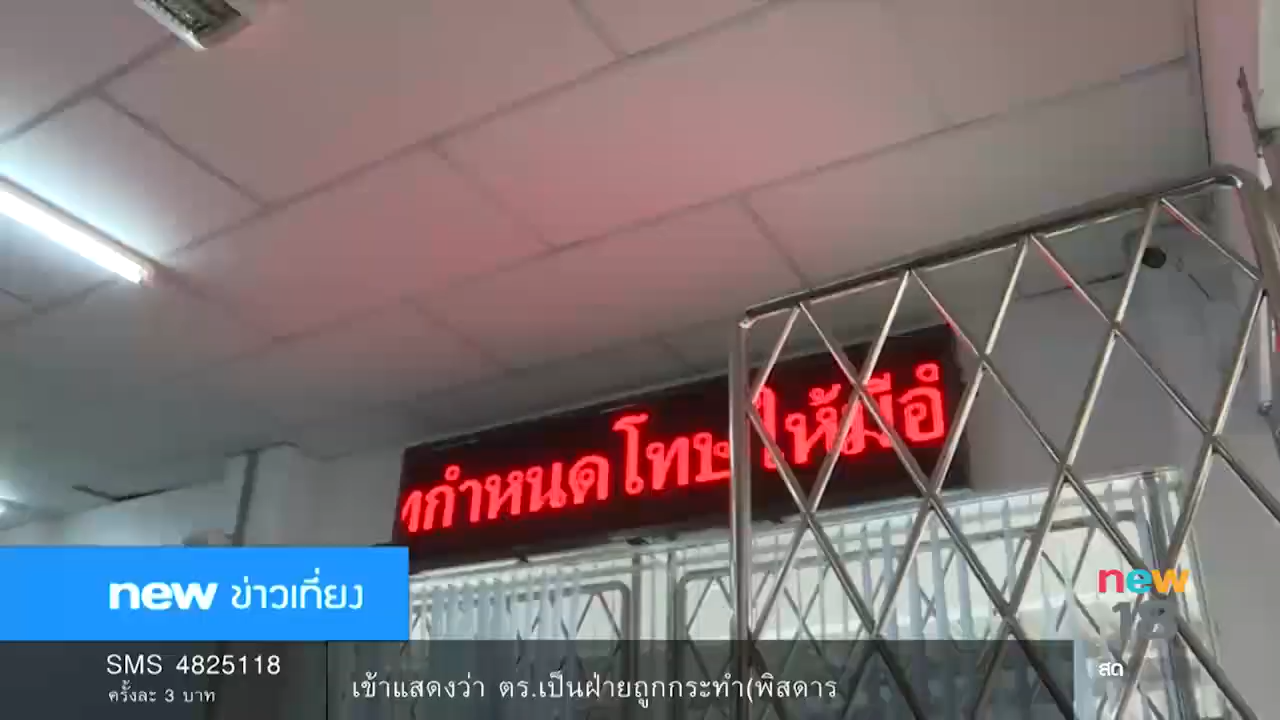 กำหนดโทษให้มีอำ
new ข่าวเที่ยง
new
18
SMS 4825118
ครั้งละ 3 บาท
เข้าแสดงว่า ตร.เป็นฝ่ายถูกกระทำ(พิสดาร
สด